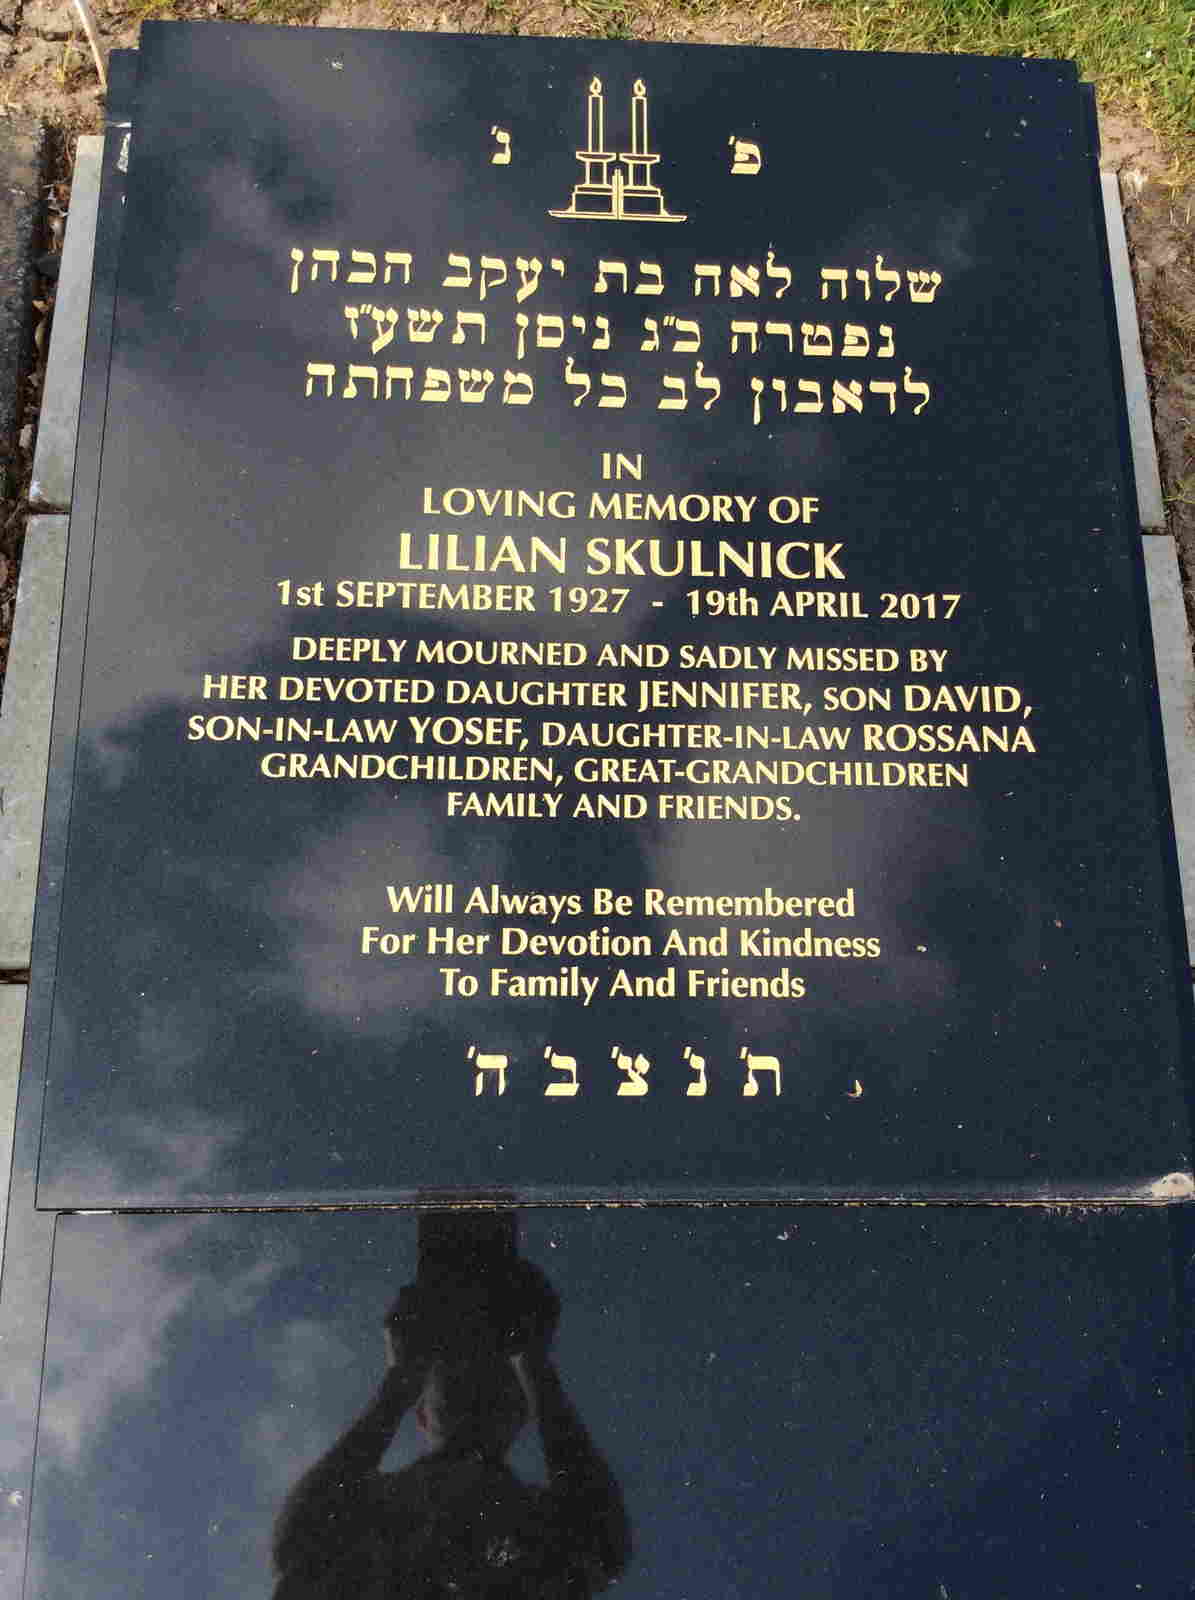 פ' נ'
שלוה לאה בת יעקב הכהן
נפטרה כ"ג ניסן תשע"ז
לדאבון לב כל משפחתה
IN
LOVING MEMORY OF
LILIAN SKULNICK
1st SEPTEMBER 1927 - 19th APRIL 2017
DEEPLY MOURNED AND SADLY MISSED BY
HER DEVOTED DAUGHTER JENNIFER, SON DAVID,
SON-IN-LAW YOSEF, DAUGHTER-IN-LAW ROSSANA
GRANDCHILDREN, GREAT-GRANDCHILDREN
FAMILY AND FRIENDS.
Will Always Be Remembered
For Her Devotion And Kindness
To Family And Friends
ת' נ' צ' ב' ה'